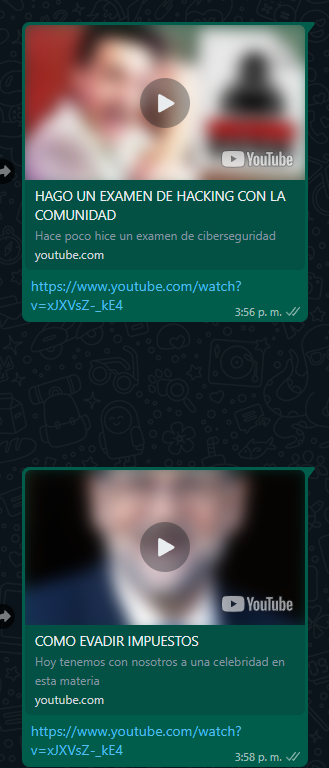 YouTube
HAGO UN EXAMEN DE HACKING CON LA
COMUNIDAD
Hace poco hice un examen de ciberseguridad
youtube.com
https://www.youtube.com/watch?
v=xJXVsZ-_kE4
3:56 p. m.
YouTube
COMO EVADIR IMPUESTOS
Hoy tenemos con nosotros a una celebridad en
esta materia
youtube.com
https://www.youtube.com/watch?
v=xJXVsZ-_kE4
3:58 p. m.